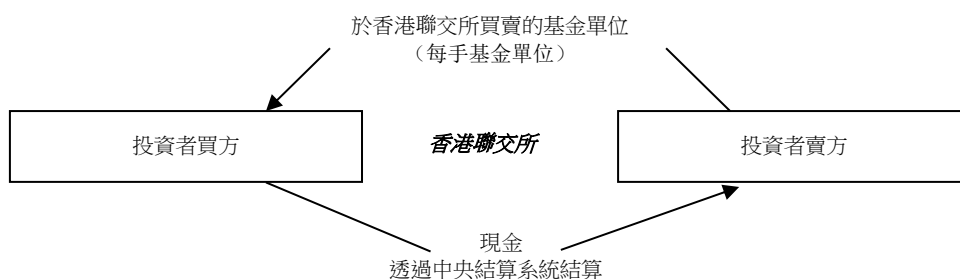 於香港聯交所買賣的基金單位
（每手基金單位）
投資者買方
香港聯交所
投資者賣方
現金
透過中央結算系統結算